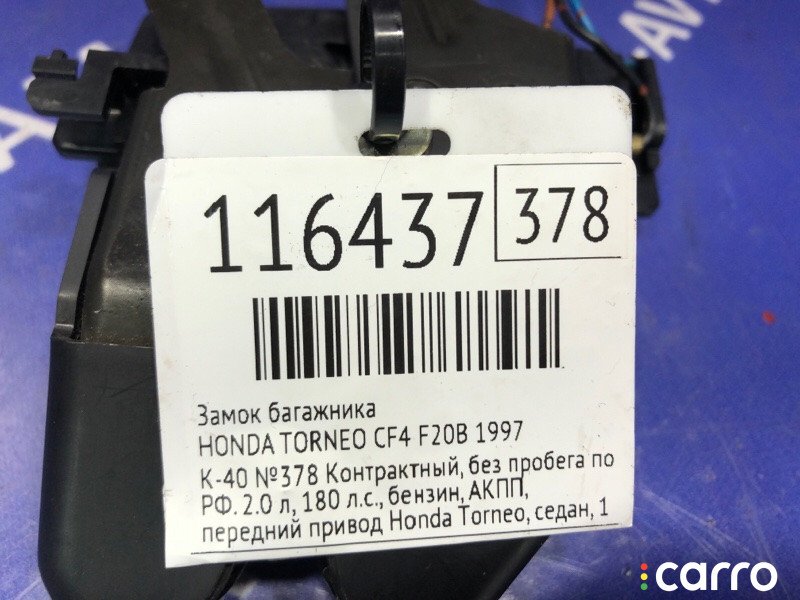 116437 378
Замок багажника
HONDA TORNEO CF4 F20B 1997
К-40 №378 Контрактный, без пробега по
РФ. 2.0 л, 180 л.с., бензин, АКПП,
передний привод Honda Torneo, седан, 1
carro